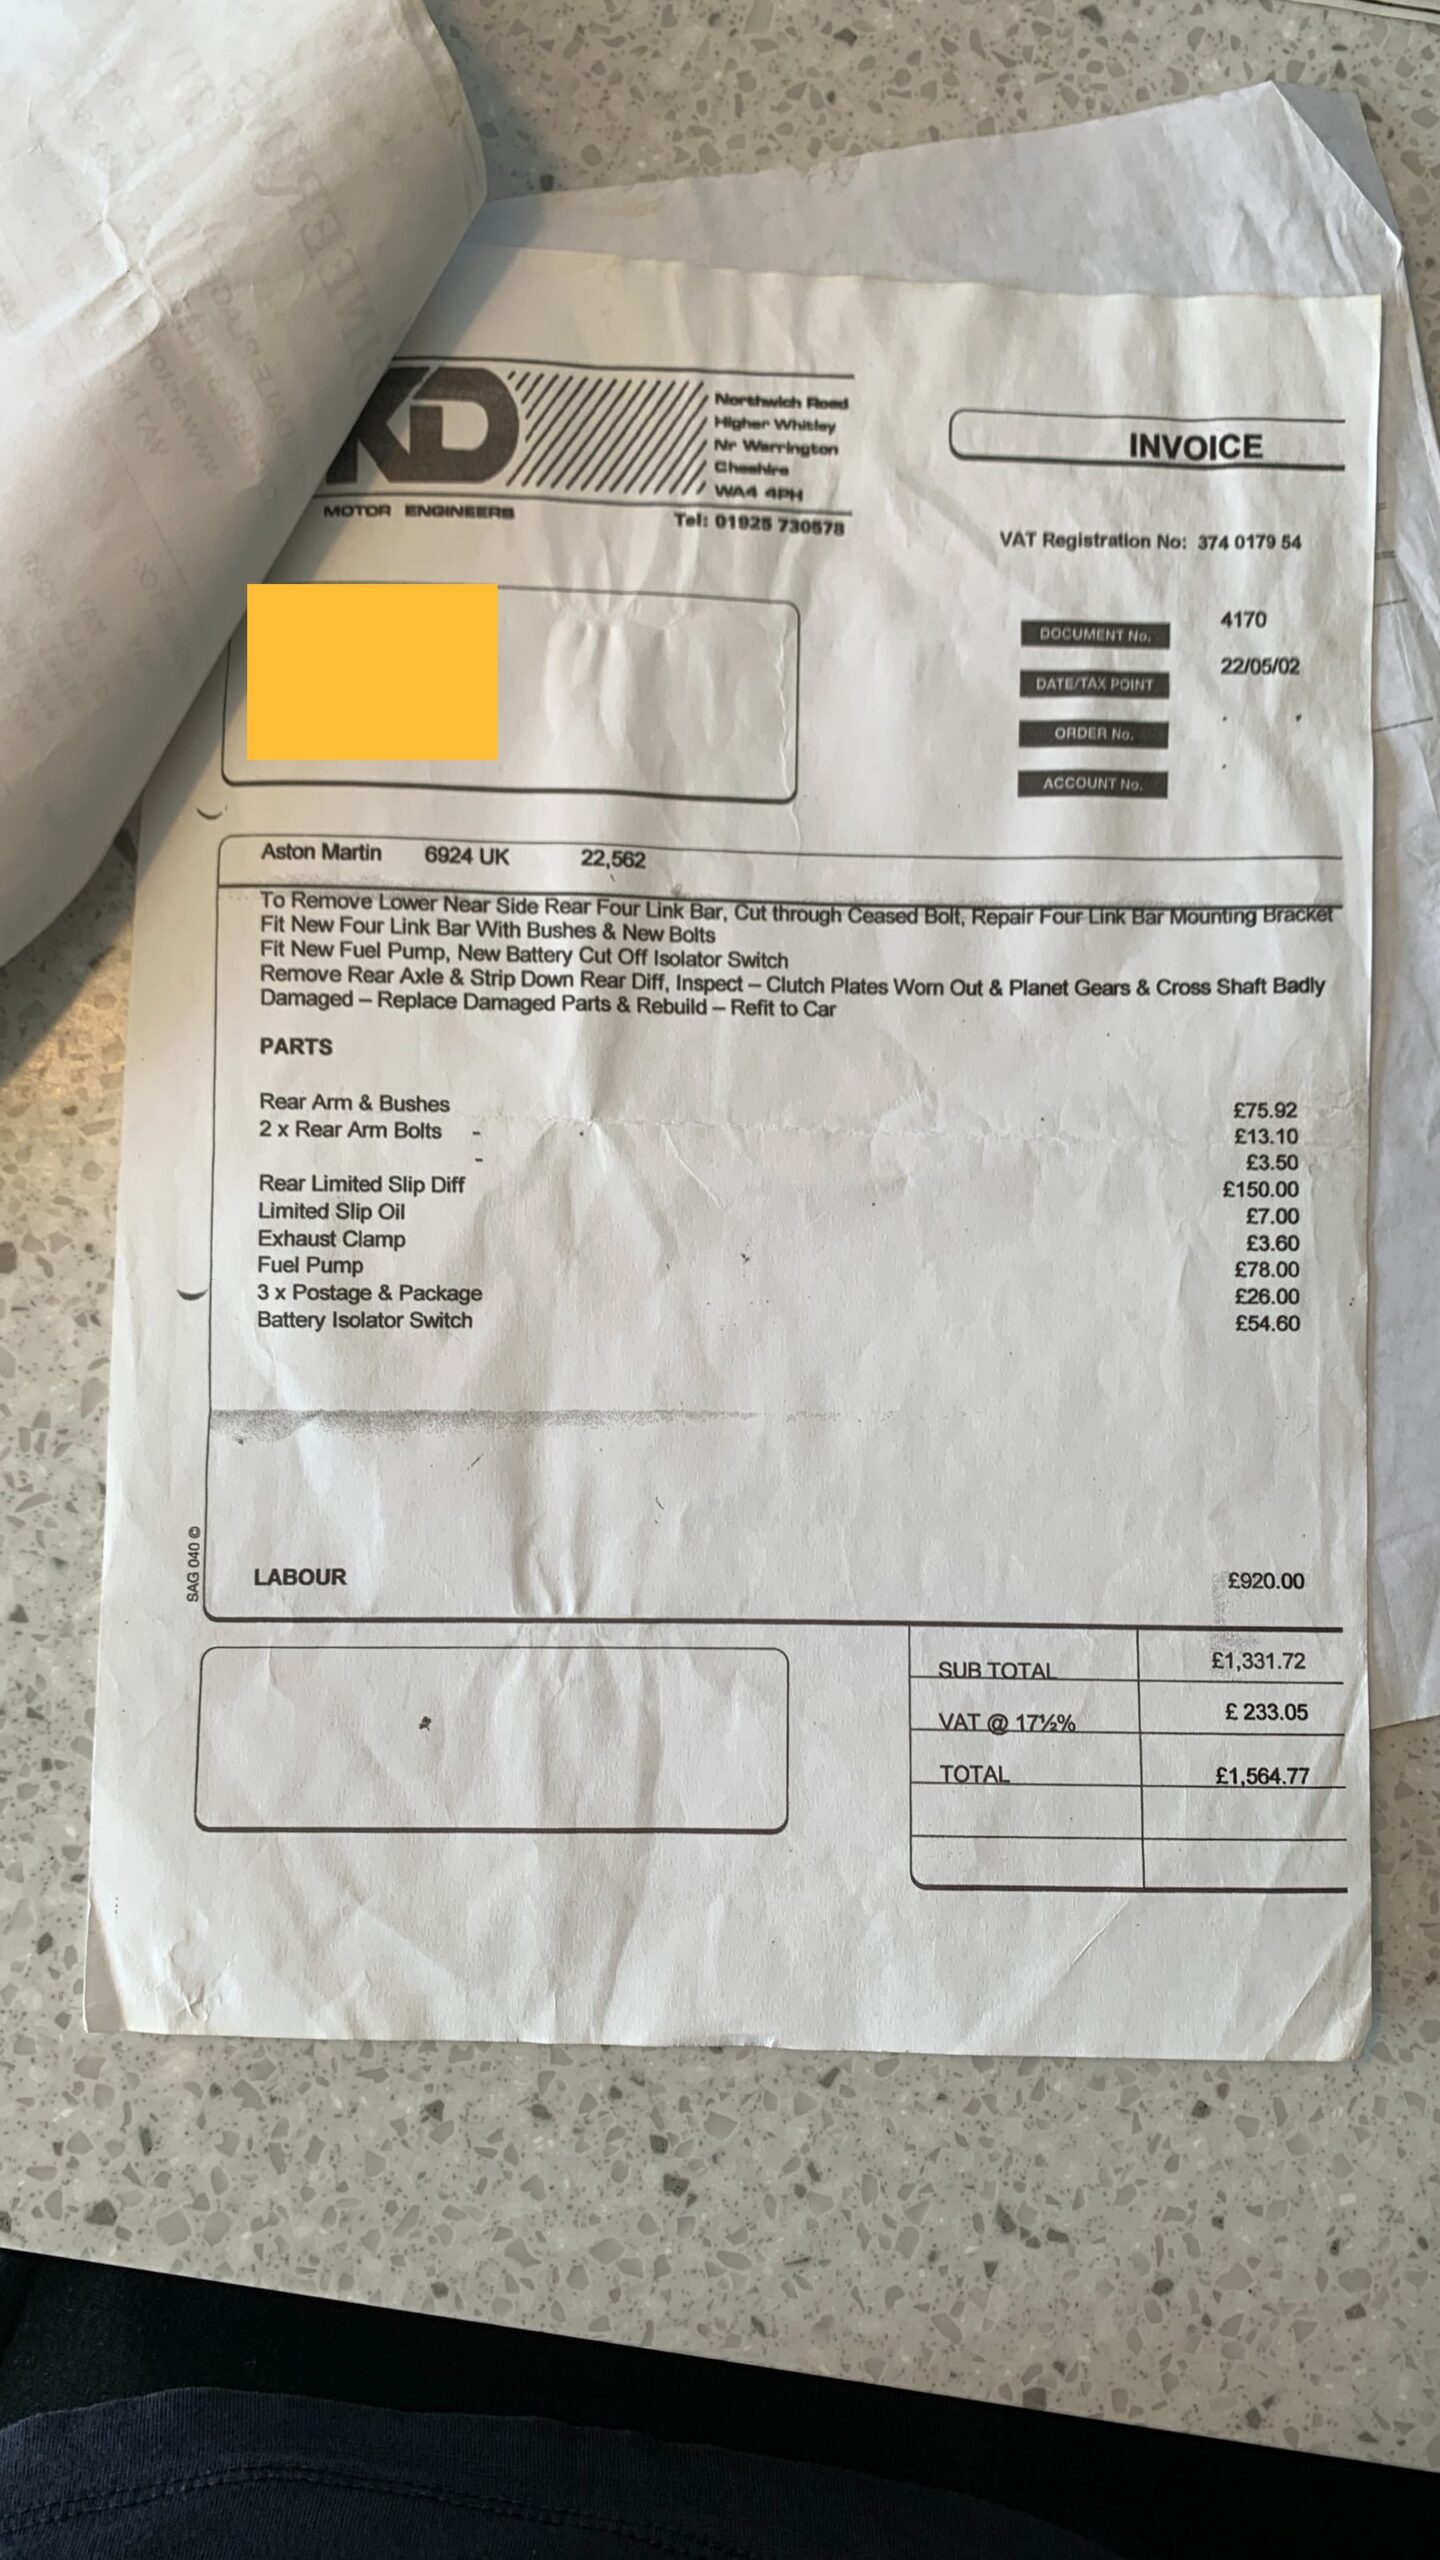 KD
MOTOR ENGINEERS
Northwich Road
Higher Whitley
Nr Warrington
Cheshire
WA4 4PH
Tel: 01925 730578
INVOICE
VAT Registration No: 374 0179 54
DOCUMENT No. 4170
DATE/TAX POINT 22/05/02
ORDER No.
ACCOUNT No.
Aston Martin 6924 UK 22,562
To Remove Lower Near Side Rear Four Link Bar, Cut through Ceased Bolt, Repair Four Link Bar Mounting Bracket
Fit New Four Link Bar With Bushes & New Bolts
Fit New Fuel Pump, New Battery Cut Off Isolator Switch
Remove Rear Axle & Strip Down Rear Diff, Inspect – Clutch Plates Worn Out & Planet Gears & Cross Shaft Badly
Damaged – Replace Damaged Parts & Rebuild – Refit to Car
PARTS
Rear Arm & Bushes £75.92
2 x Rear Arm Bolts - £13.10
- £3.50
Rear Limited Slip Diff £150.00
Limited Slip Oil £7.00
Exhaust Clamp £3.60
Fuel Pump £78.00
3 x Postage & Package £26.00
Battery Isolator Switch £54.60
SAG 040 ©
LABOUR £920.00
SUB TOTAL £1,331.72
VAT @ 17½% £ 233.05
TOTAL £1,564.77